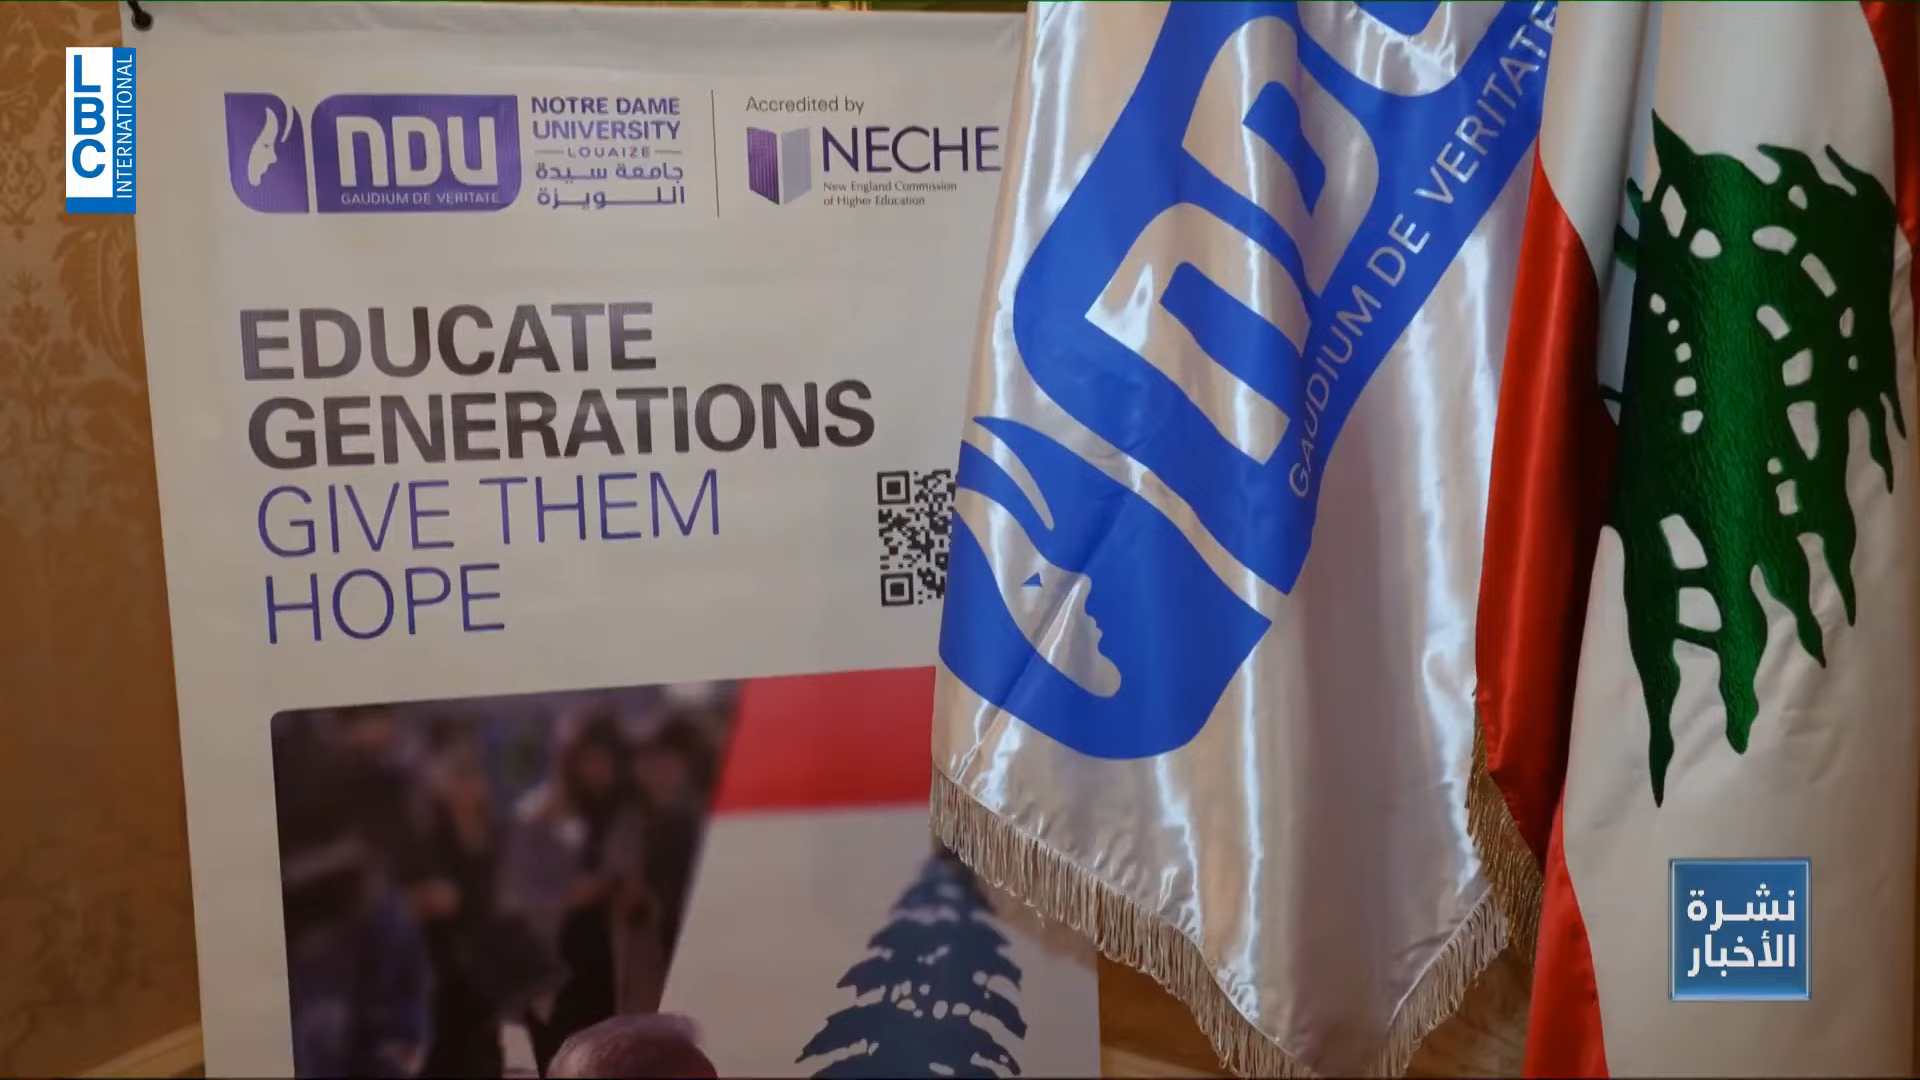 LBC
INTERNATIONAL
NDU
GAUDIUM DE VERITATE
NOTRE DAME
UNIVERSITY
LOUAIZE
جامعة سيدة
اللويزة
Accredited by
NECHE
New England Commission
of Higher Education
EDUCATE
GENERATIONS
GIVE THEM
HOPE
GAUDIUM DE VERITATE
نشرة
الأخبار